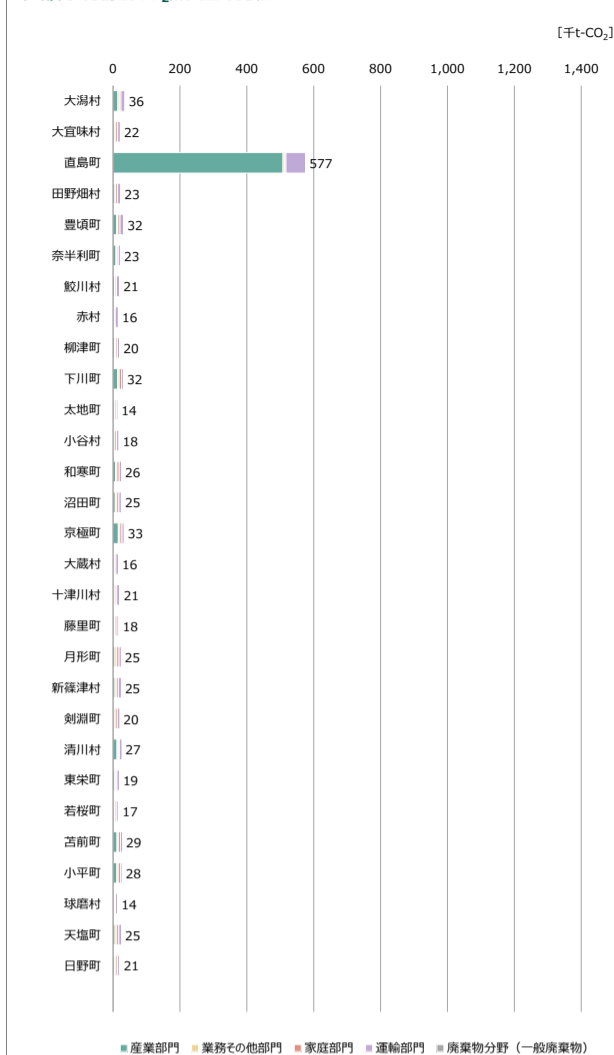 [千t-CO2]
0 200 400 600 800 1,000 1,200 1,400
大潟村 36
大宜味村 22
直島町 577
田野畑村 23
豊頃町 32
奈半利町 23
鮫川村 21
赤村 16
柳津町 20
下川町 32
太地町 14
小谷村 18
和寒町 26
沼田町 25
京極町 33
大蔵村 16
十津川村 21
藤里町 18
月形町 25
新篠津村 25
剣淵町 20
清川村 27
東栄町 19
若桜町 17
苫前町 29
小平町 28
球磨村 14
天塩町 25
日野町 21
産業部門 業務その他部門 家庭部門 運輸部門 廃棄物分野（一般廃棄物）